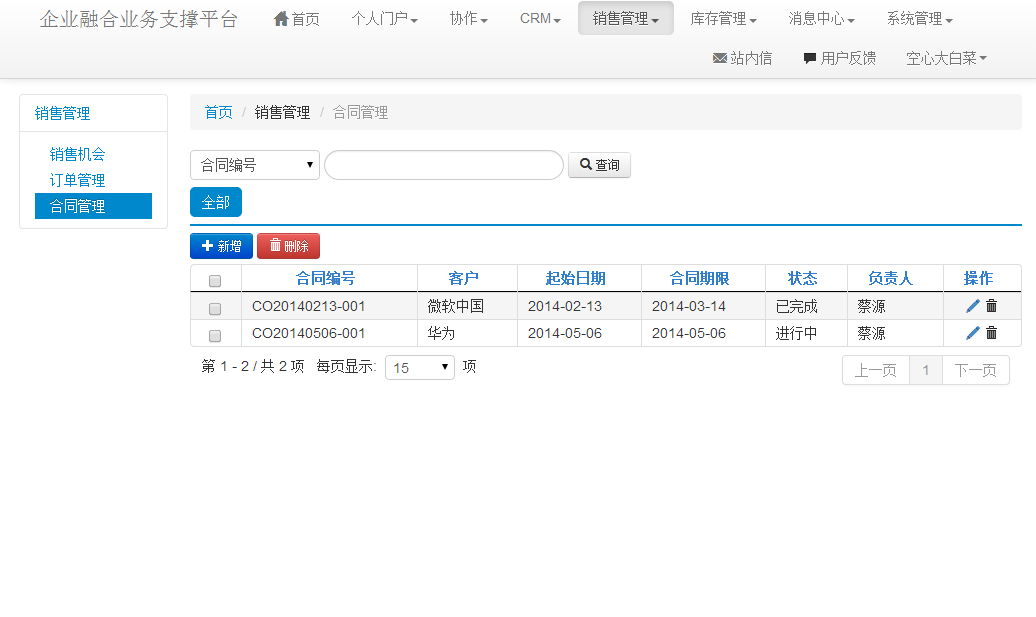 企业融合业务支撑平台 首页 个人门户 协作 CRM 销售管理 库存管理 消息中心 系统管理
站内信 用户反馈 空心大白菜
销售管理
销售机会
订单管理
合同管理
首页 / 销售管理 / 合同管理
合同编号 查询
全部
新增 删除
合同编号 客户 起始日期 合同期限 状态 负责人 操作
CO20140213-001 微软中国 2014-02-13 2014-03-14 已完成 蔡源
CO20140506-001 华为 2014-05-06 2014-05-06 进行中 蔡源
第 1 - 2 / 共 2 项 每页显示: 15 项
上一页 1 下一页